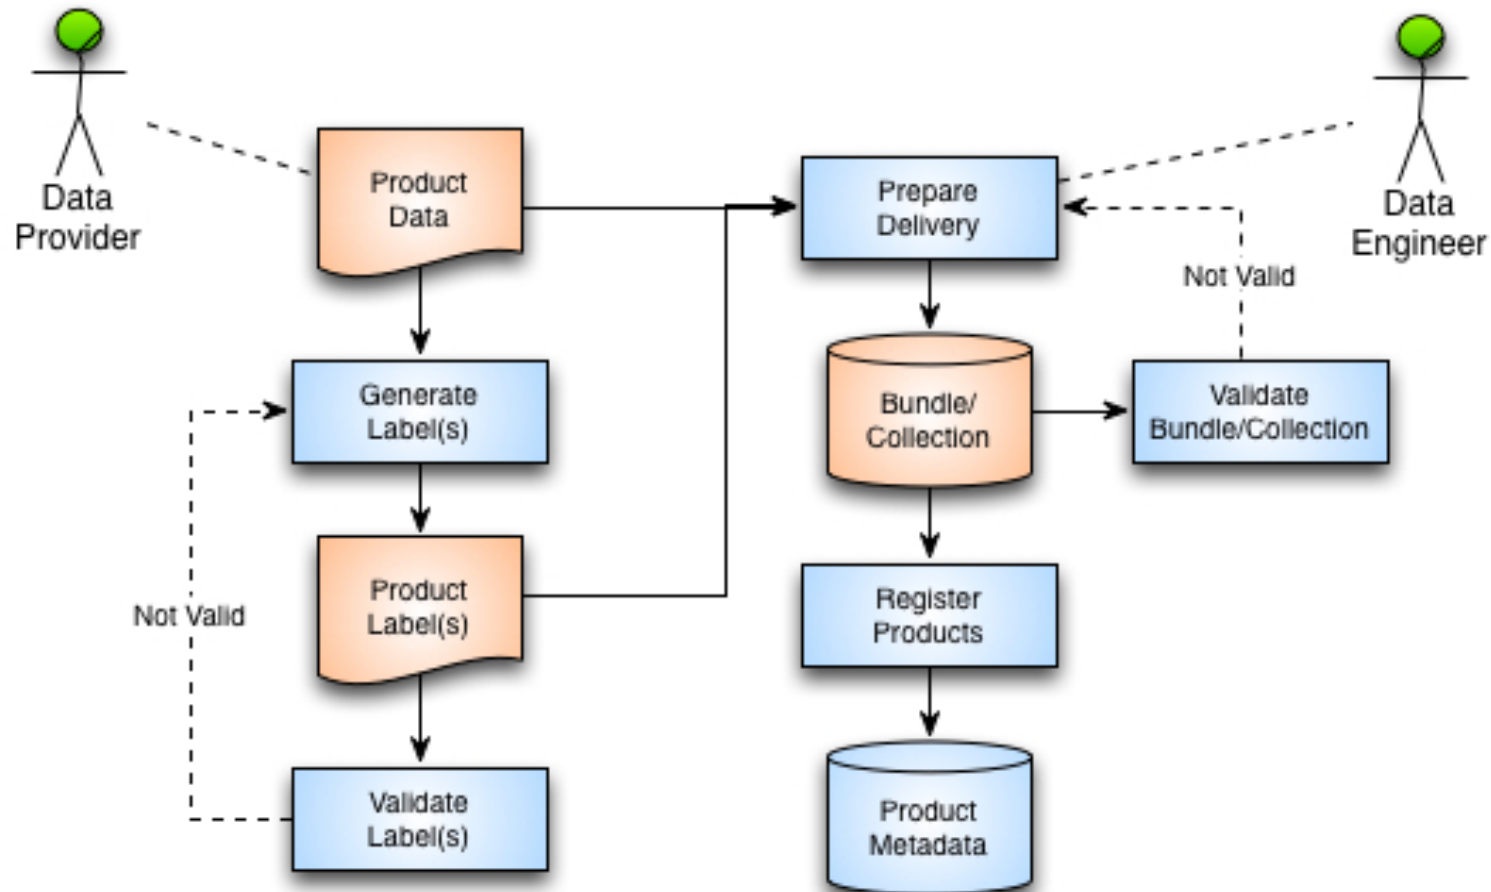 Data
Provider
Product
Data
Generate
Label(s)
Not Valid
Product
Label(s)
Validate
Label(s)
Prepare
Delivery
Bundle/
Collection
Register
Products
Product
Metadata
Not Valid
Validate
Bundle/Collection
Data
Engineer